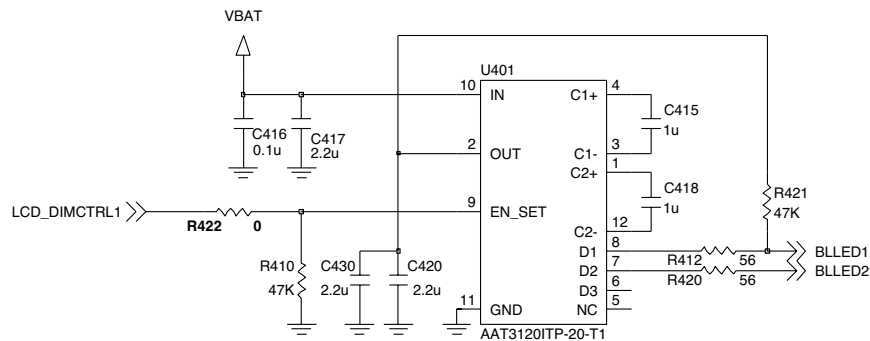 VBAT
U401
10 IN C1+ 4
C415
1u
C416
0.1u
C417
2.2u
2 OUT C1- 3
C2+ 1
C418
1u
R421
47K
LCD_DIMCTRL1
R422 0
9 EN_SET
C2- 12
D1 8
R412 56
BLLED1
D2 7
R420 56
BLLED2
R410
47K
C430
2.2u
C420
2.2u
D3 6
11 GND NC 5
AAT3120ITP-20-T1